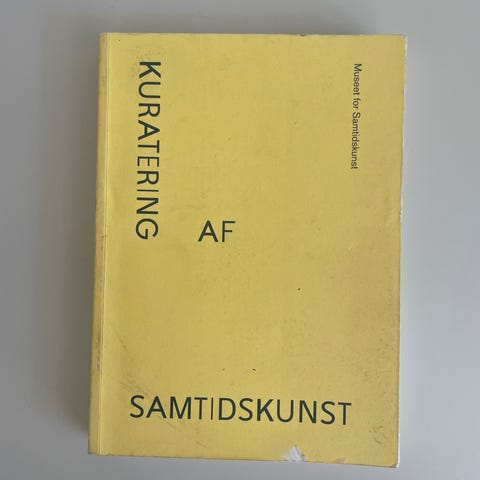 KURATERING
AF
SAMTIDSKUNST
Museet for Samtidskunst